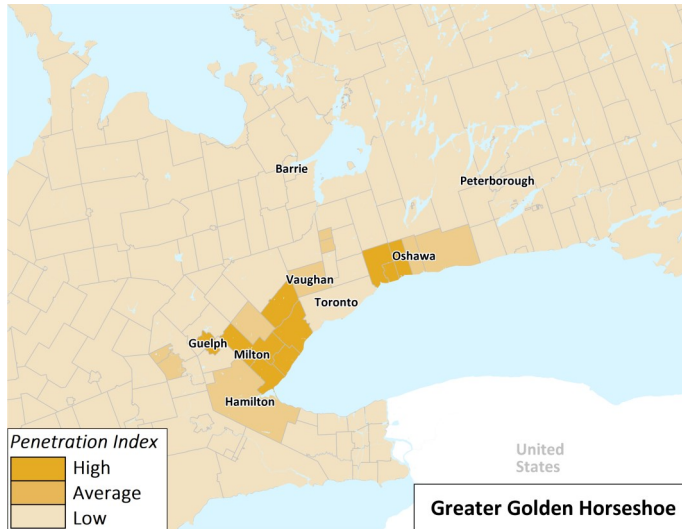 Barrie
Peterborough
Oshawa
Vaughan
Toronto
Guelph
Milton
Hamilton
Penetration Index
High
Average
Low
United
States
Greater Golden Horseshoe